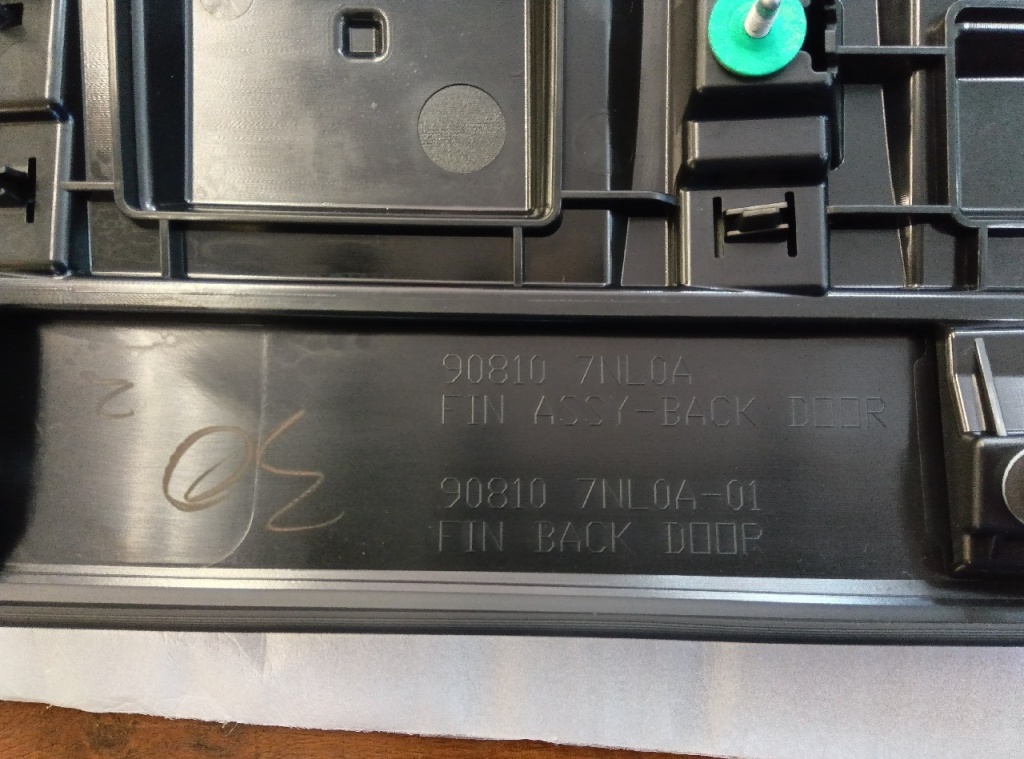 90810 7NL0A
FIN ASSY-BACK DOOR
90810 7NL0A-01
FIN BACK DOOR